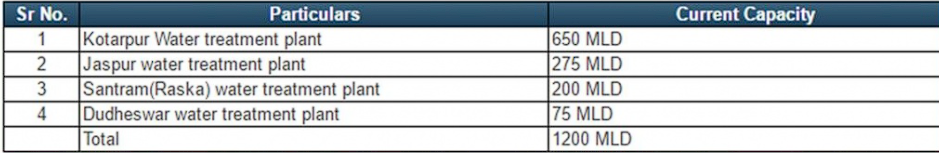 Sr No. Particulars Current Capacity
1 Kotarpur Water treatment plant 650 MLD
2 Jaspur water treatment plant 275 MLD
3 Santram(Raska) water treatment plant 200 MLD
4 Dudheswar water treatment plant 75 MLD
Total 1200 MLD